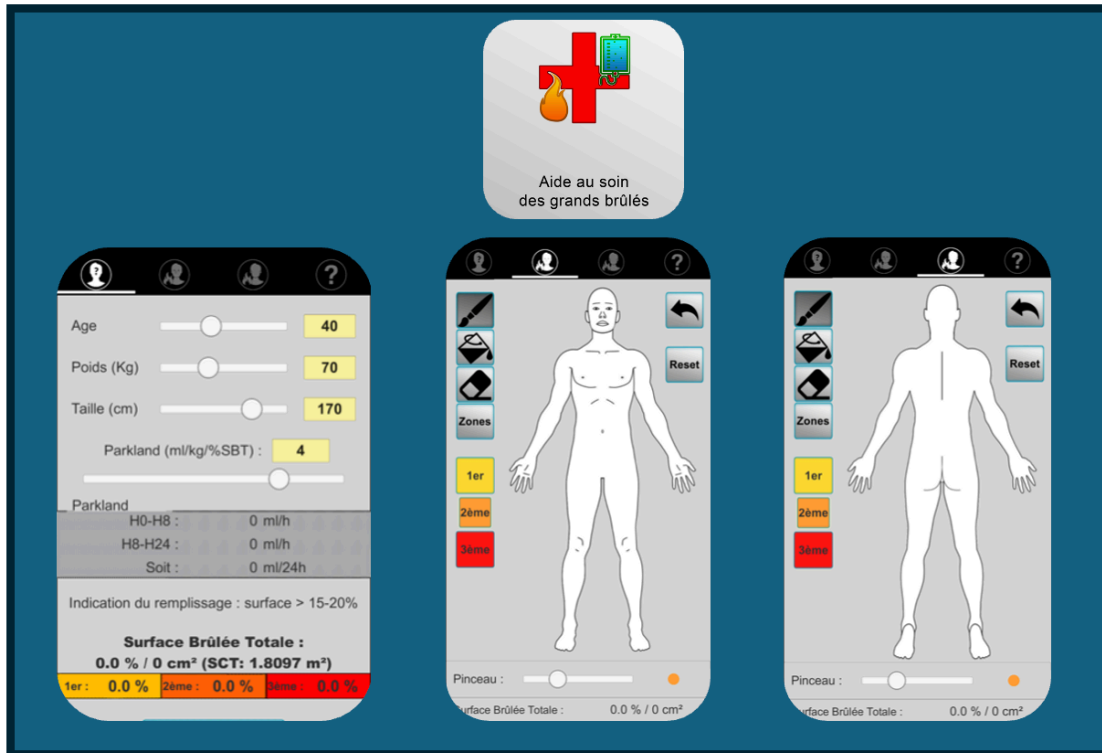 Aide au soin
des grands brûlés
?
Age 40
Poids (Kg) 70
Taille (cm) 170
Parkland (ml/kg/%SBT) : 4
Parkland
H0-H8 : 0 ml/h
H8-H24 : 0 ml/h
Soit : 0 ml/24h
Indication du remplissage : surface > 15-20%
Surface Brûlée Totale :
0.0 % / 0 cm² (SCT: 1.8097 m²)
1er : 0.0 % 2ème : 0.0 % 3ème : 0.0 %
?
Reset
Zones
1er
2ème
3ème
Pinceau :
Surface Brûlée Totale : 0.0 % / 0 cm²
?
Reset
Zones
1er
2ème
3ème
Pinceau :
Surface Brûlée Totale : 0.0 % / 0 cm²